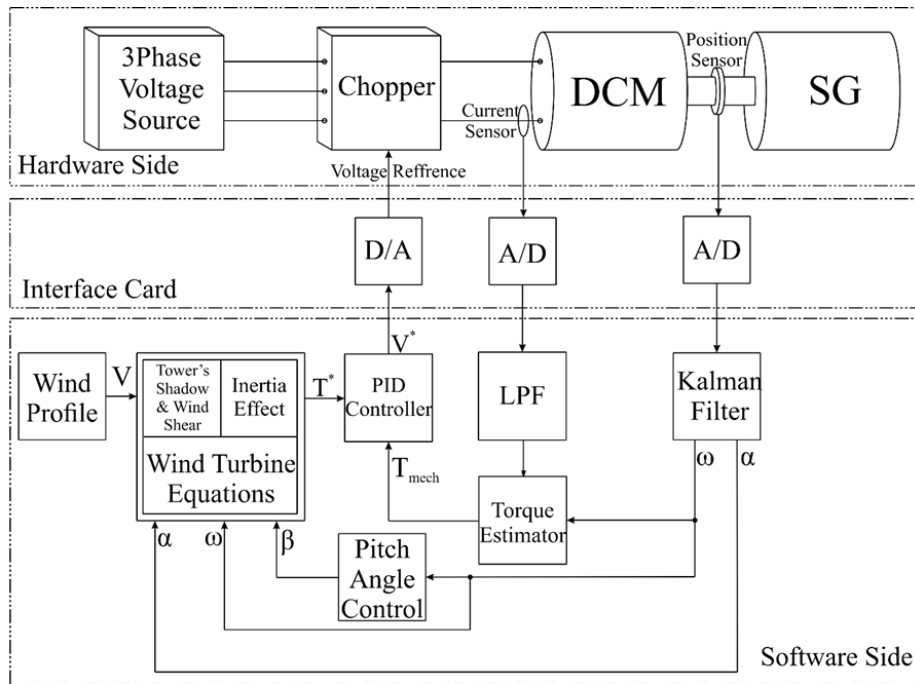 3Phase
Voltage
Source
Chopper
Current
Sensor
DCM
Position
Sensor
SG
Hardware Side
Voltage Reffrence
D/A
A/D
A/D
Interface Card
Wind
Profile
V
Tower's
Shadow
& Wind
Shear
Inertia
Effect
Wind Turbine
Equations
T*
PID
Controller
V*
LPF
Kalman
Filter
ω
α
Tmech
Torque
Estimator
α
ω
β
Pitch
Angle
Control
Software Side